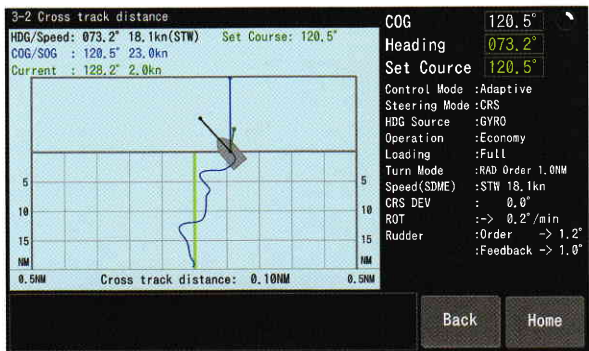 3-2 Cross track distance
HDG/Speed: 073.2° 18.1kn(STW) Set Course: 120.5°
COG/SOG : 120.5° 23.0kn
Current : 128.2° 2.0kn
5 5
10 10
15 15
NM NM
0.5NM Cross track distance: 0.10NM 0.5NM
COG 120.5°
Heading 073.2°
Set Cource 120.5°
Control Mode :Adaptive
Steering Mode :CRS
HDG Source :GYRO
Operation :Economy
Loading :Full
Turn Mode :RAD Order 1.0NM
Speed(SDME) :STW 18.1kn
CRS DEV : 0.0°
ROT :-> 0.2°/min
Rudder :Order -> 1.2°
:Feedback -> 1.0°
Back Home